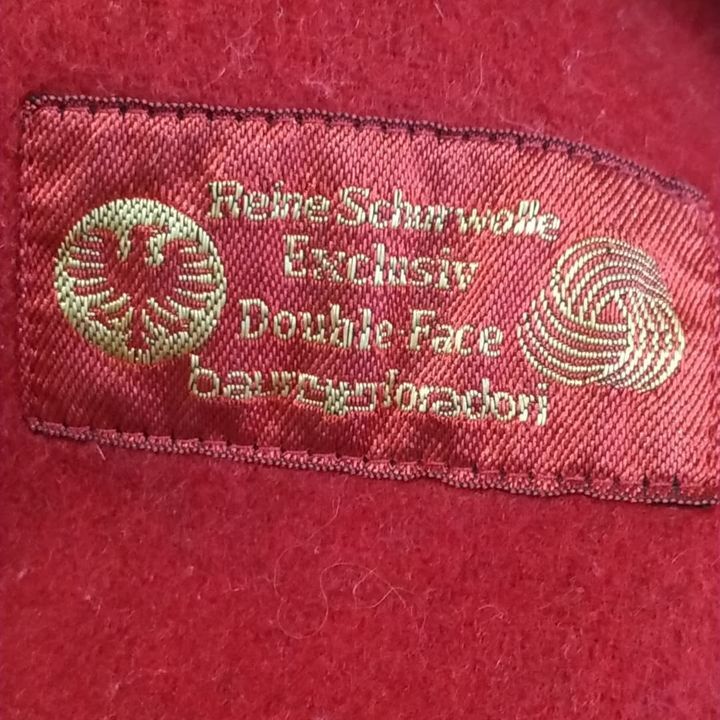 Reine Schurwolle
Exclusiv
Double Face